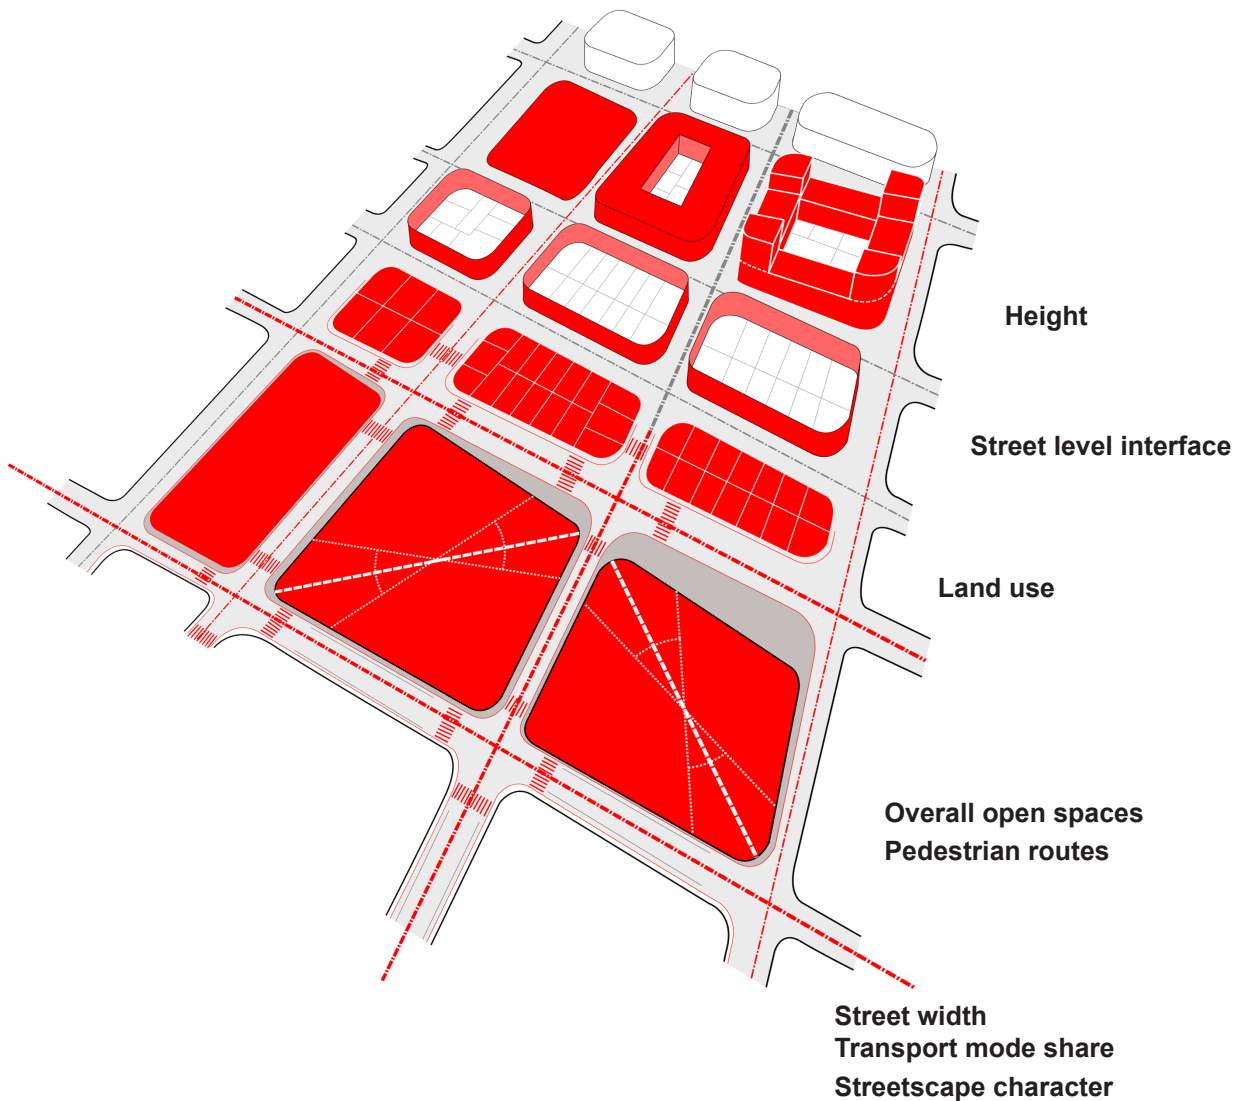 Height
Street level interface
Land use
Overall open spaces
Pedestrian routes
Street width
Transport mode share
Streetscape character